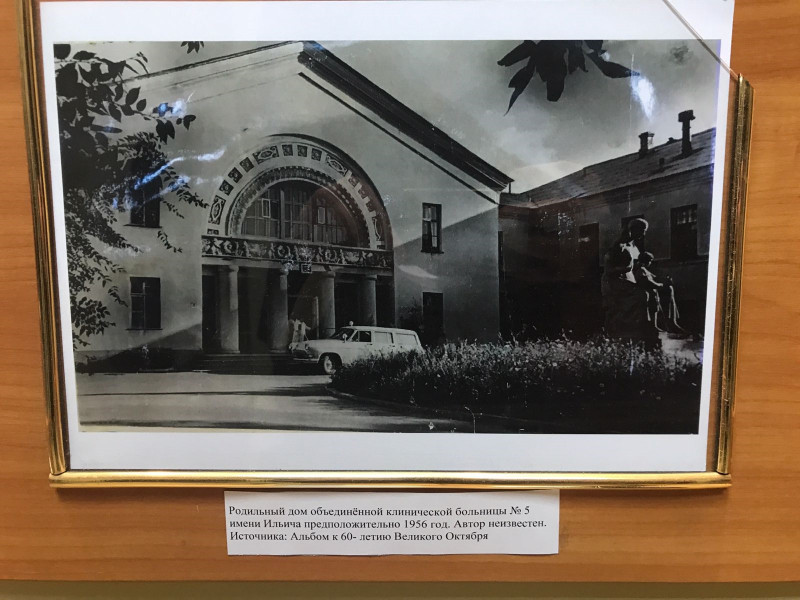 Родильный дом объединённой клинической больницы № 5
имени Ильича предположительно 1956 год. Автор неизвестен.
Источника: Альбом к 60- летию Великого Октября